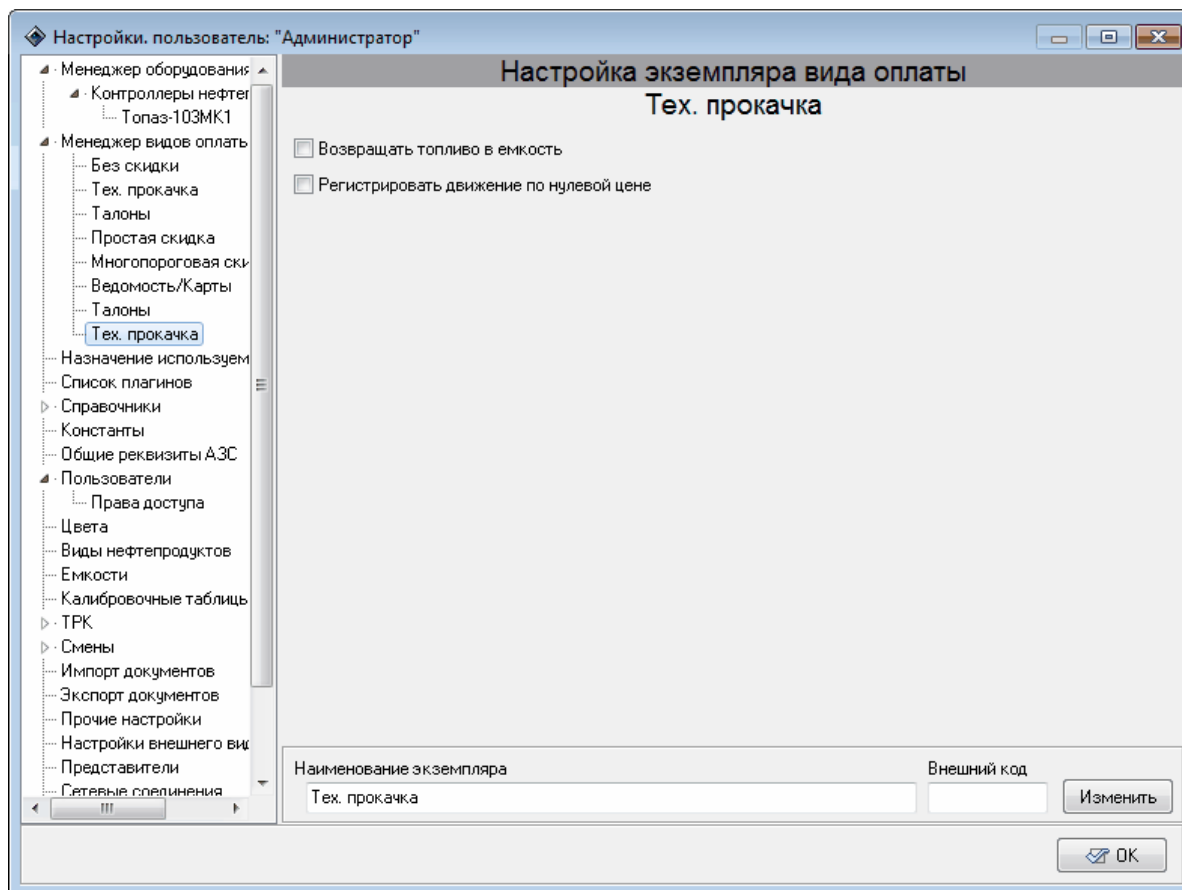 Настройки. пользователь: "Администратор"
Менеджер оборудования
Контроллеры нефтег
Топаз-103МК1
Менеджер видов оплаты
Без скидки
Тех. прокачка
Талоны
Простая скидка
Многопороговая ски
Ведомость/Карты
Талоны
Тех. прокачка
Назначение используем
Список плагинов
Справочники
Константы
Общие реквизиты АЗС
Пользователи
Права доступа
Цвета
Виды нефтепродуктов
Емкости
Калибровочные таблицы
ТРК
Смены
Импорт документов
Экспорт документов
Прочие настройки
Настройки внешнего вид
Представители
Сетевые соединения
Настройка экземпляра вида оплаты
Тех. прокачка
Возвращать топливо в емкость
Регистрировать движение по нулевой цене
Наименование экземпляра
Внешний код
Тех. прокачка
Изменить
OK